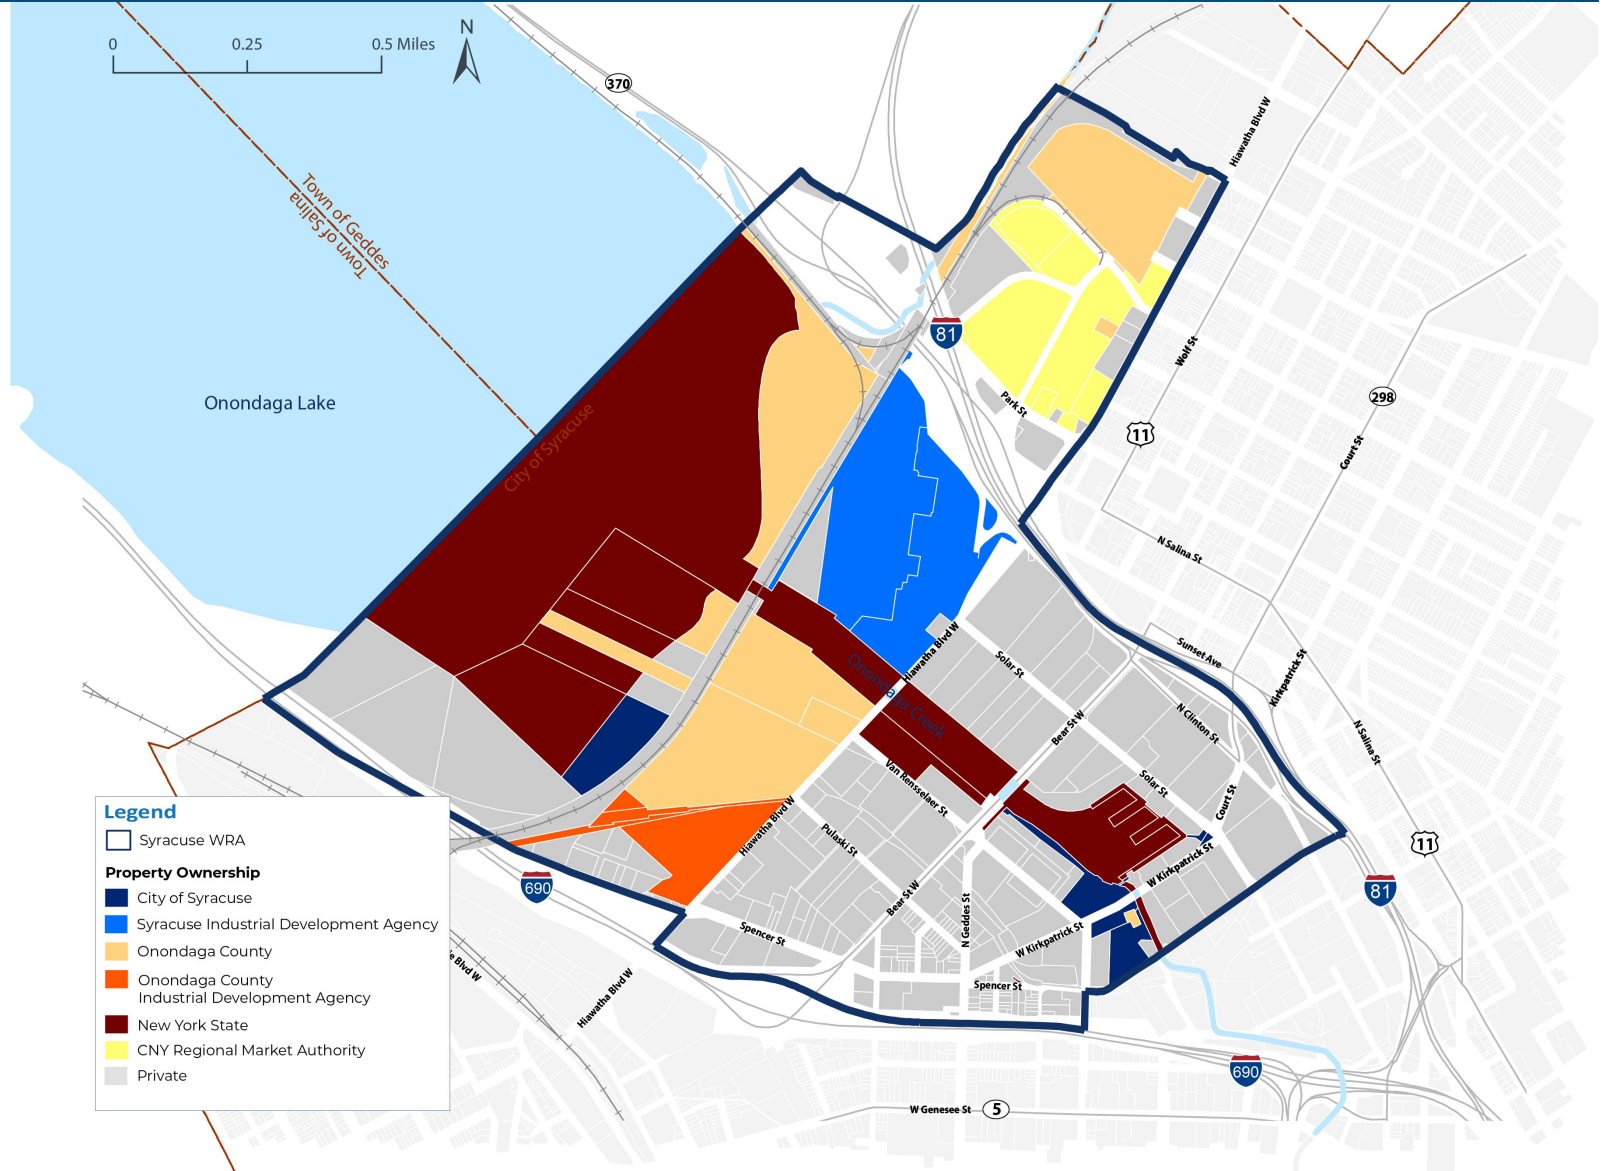 N
0 0.25 0.5 Miles
370
Hiawatha Blvd W
Town of Geddes
Town of Salina
81
Onondaga Lake
City of Syracuse
Wolf St
298
Park St
11
Court St
N Salina St
Onondaga Creek
Hiawatha Blvd W
Solar St
Sunset Ave
Kirkpatrick St
Bear St W
N Clinton St
N Salina St
Van Rensselaer St
Solar St
Court St
Hiawatha Blvd W
Pulaski St
11
W Kirkpatrick St
690
Bear St W
81
N Geddes St
Spencer St
W Kirkpatrick St
Spencer St
Hiawatha Blvd W
e Blvd W
690
W Genesee St
5
Legend
Syracuse WRA
Property Ownership
City of Syracuse
Syracuse Industrial Development Agency
Onondaga County
Onondaga County
Industrial Development Agency
New York State
CNY Regional Market Authority
Private